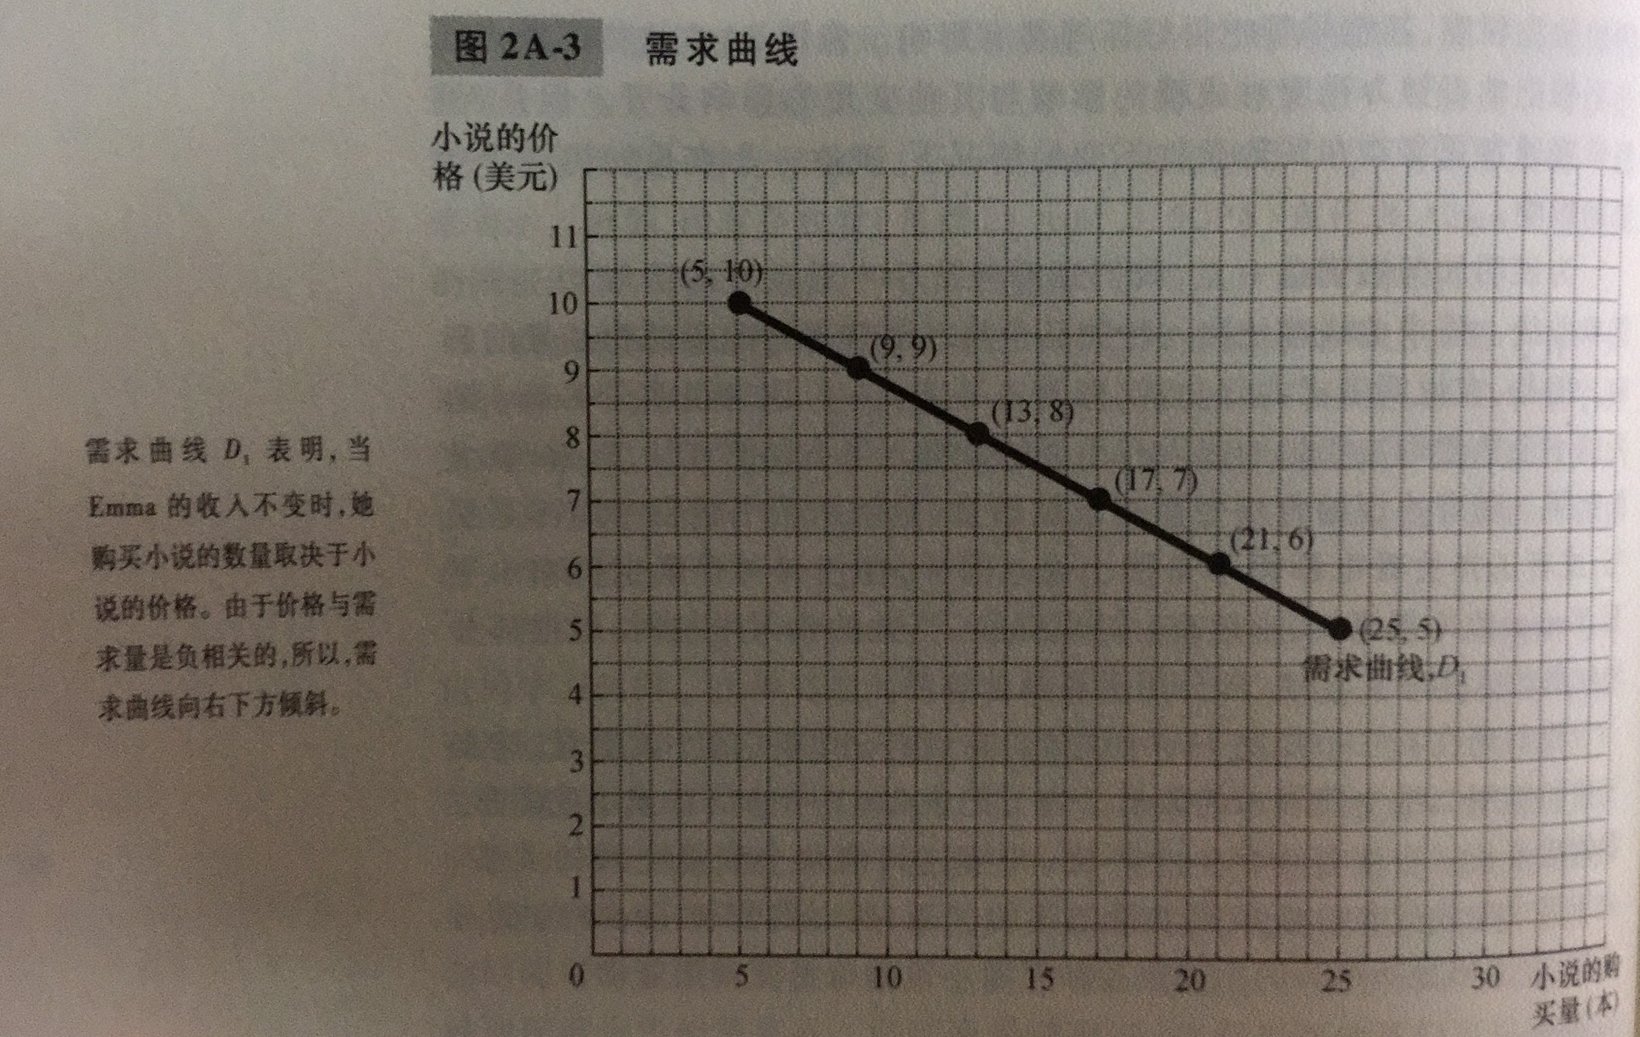 图 2A-3 需求曲线
小说的价
格(美元)
11
10
9
8
7
6
5
4
3
2
1
0
5
10
15
20
25
30
小说的购
买量(本)
(5, 10)
(9, 9)
(13, 8)
(17, 7)
(21, 6)
(25, 5)
需求曲线,D₁
需求曲线 D₁ 表明,当
Emma 的收入不变时,她
购买小说的数量取决于小
说的价格。由于价格与需
求量是负相关的,所以,需
求曲线向右下方倾斜。